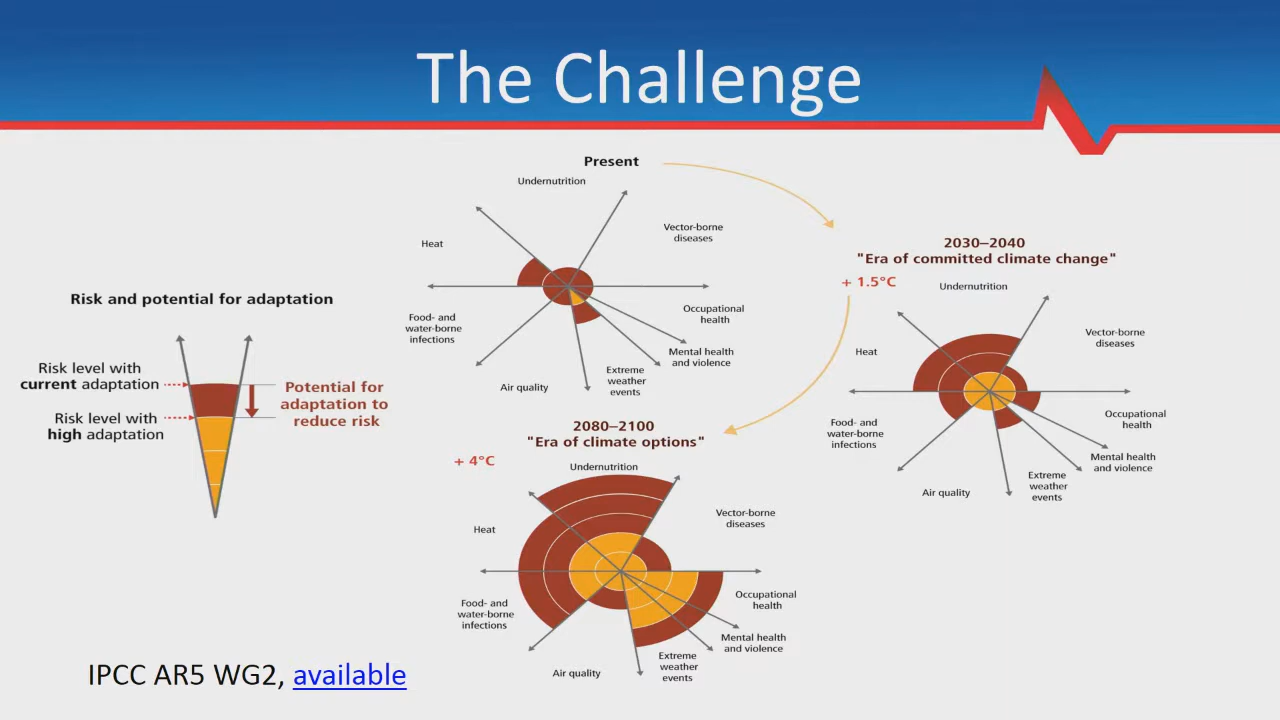 The Challenge
Present
Undernutrition
Vector-borne
diseases
Heat
Occupational
health
Food- and
water-borne
infections
Mental health
and violence
Extreme
weather
events
Air quality
2030–2040
"Era of committed climate change"
+ 1.5°C
Undernutrition
Vector-borne
diseases
Heat
Occupational
health
Food- and
water-borne
infections
Mental health
and violence
Extreme
weather
events
Air quality
Risk and potential for adaptation
Risk level with
current adaptation
Risk level with
high adaptation
Potential for
adaptation to
reduce risk
2080–2100
"Era of climate options"
+ 4°C
Undernutrition
Vector-borne
diseases
Heat
Occupational
health
Food- and
water-borne
infections
Mental health
and violence
Extreme
weather
events
Air quality
IPCC AR5 WG2, available